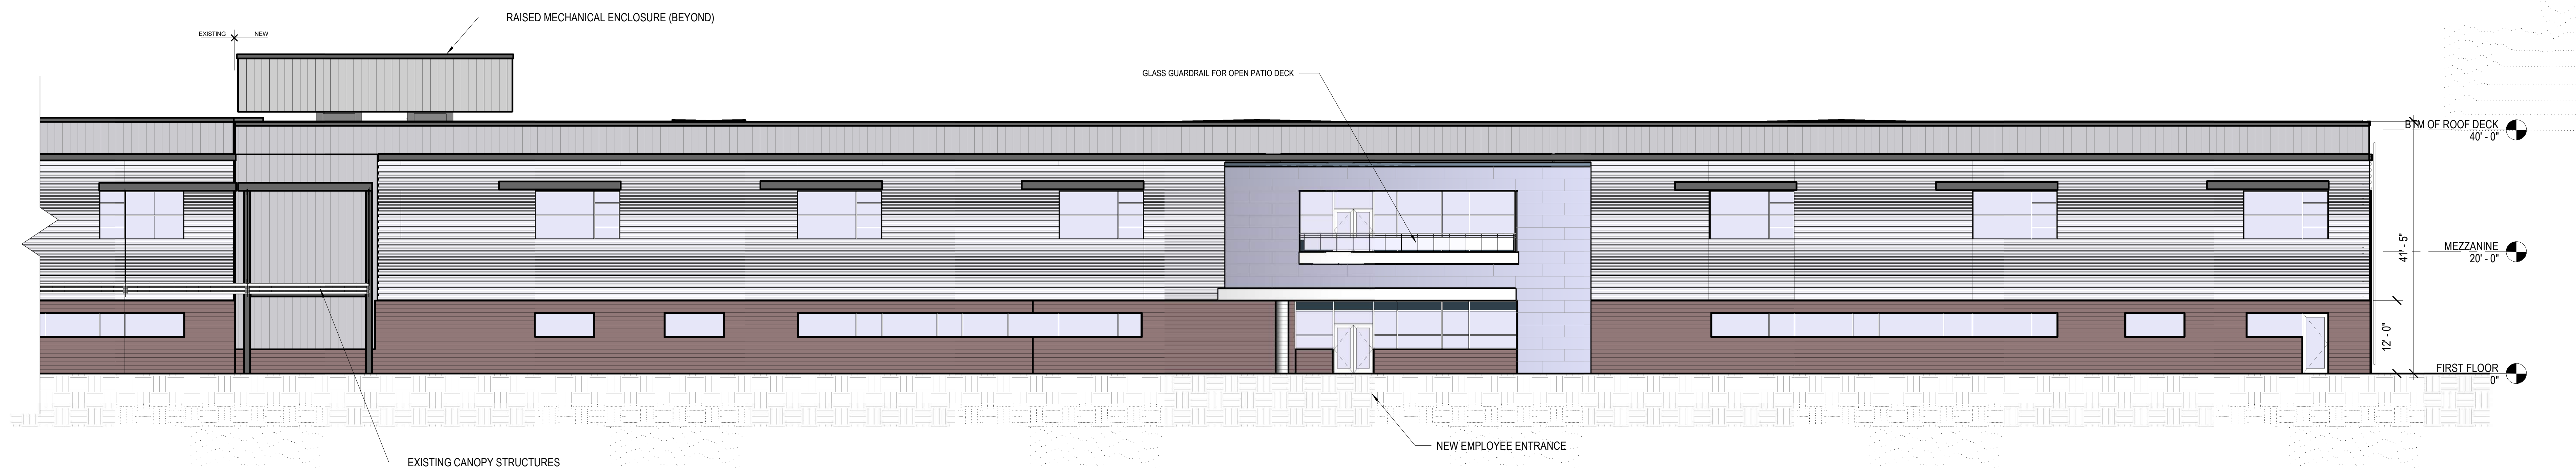 RAISED MECHANICAL ENCLOSURE (BEYOND)
EXISTING NEW
GLASS GUARDRAIL FOR OPEN PATIO DECK
BTM OF ROOF DECK
40' - 0"
MEZZANINE
20' - 0"
41' - 5"
12' - 0"
FIRST FLOOR
0"
NEW EMPLOYEE ENTRANCE
EXISTING CANOPY STRUCTURES